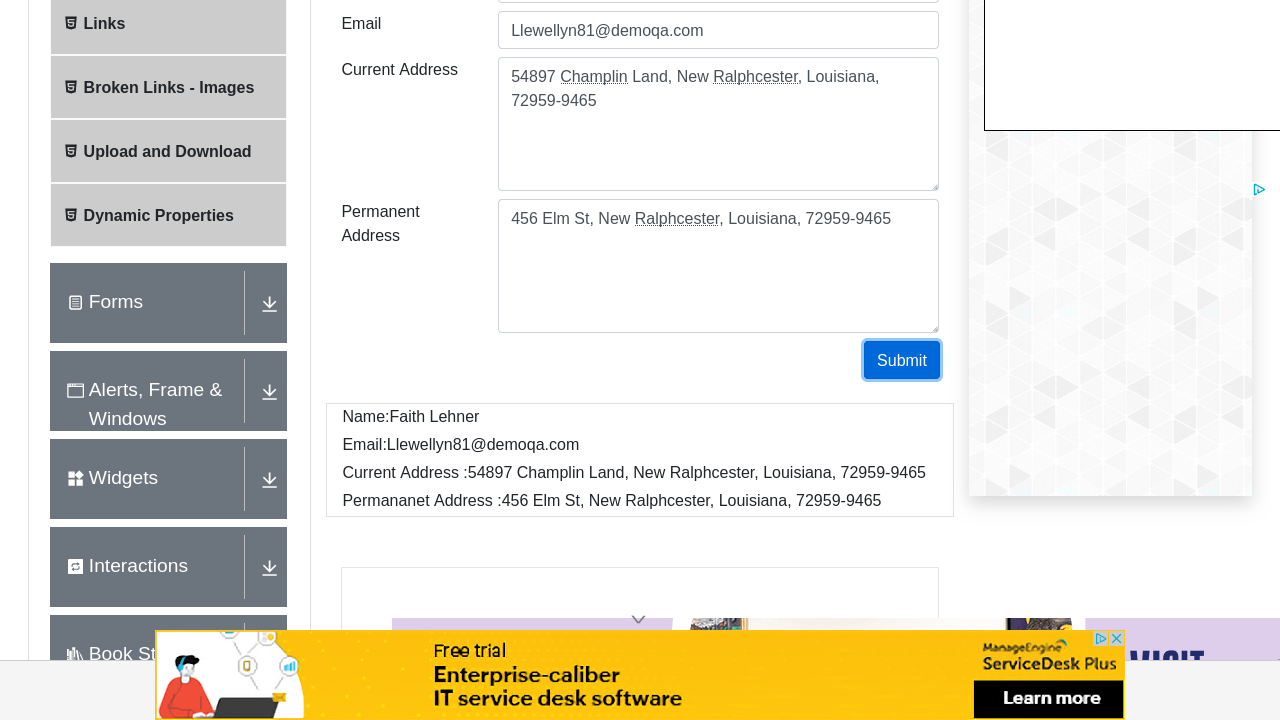 Links
Broken Links - Images
Upload and Download
Dynamic Properties
Forms
Alerts, Frame &
Windows
Widgets
Interactions
Email
Llewellyn81@demoqa.com
Current Address
54897 Champlin Land, New Ralphcester, Louisiana,
72959-9465
Permanent
Address
456 Elm St, New Ralphcester, Louisiana, 72959-9465
Submit
Name:Faith Lehner
Email:Llewellyn81@demoqa.com
Current Address :54897 Champlin Land, New Ralphcester, Louisiana, 72959-9465
Permananet Address :456 Elm St, New Ralphcester, Louisiana, 72959-9465
Book St
VISIT
Free trial
Enterprise-caliber
IT service desk software
ManageEngine
ServiceDesk Plus
Learn more